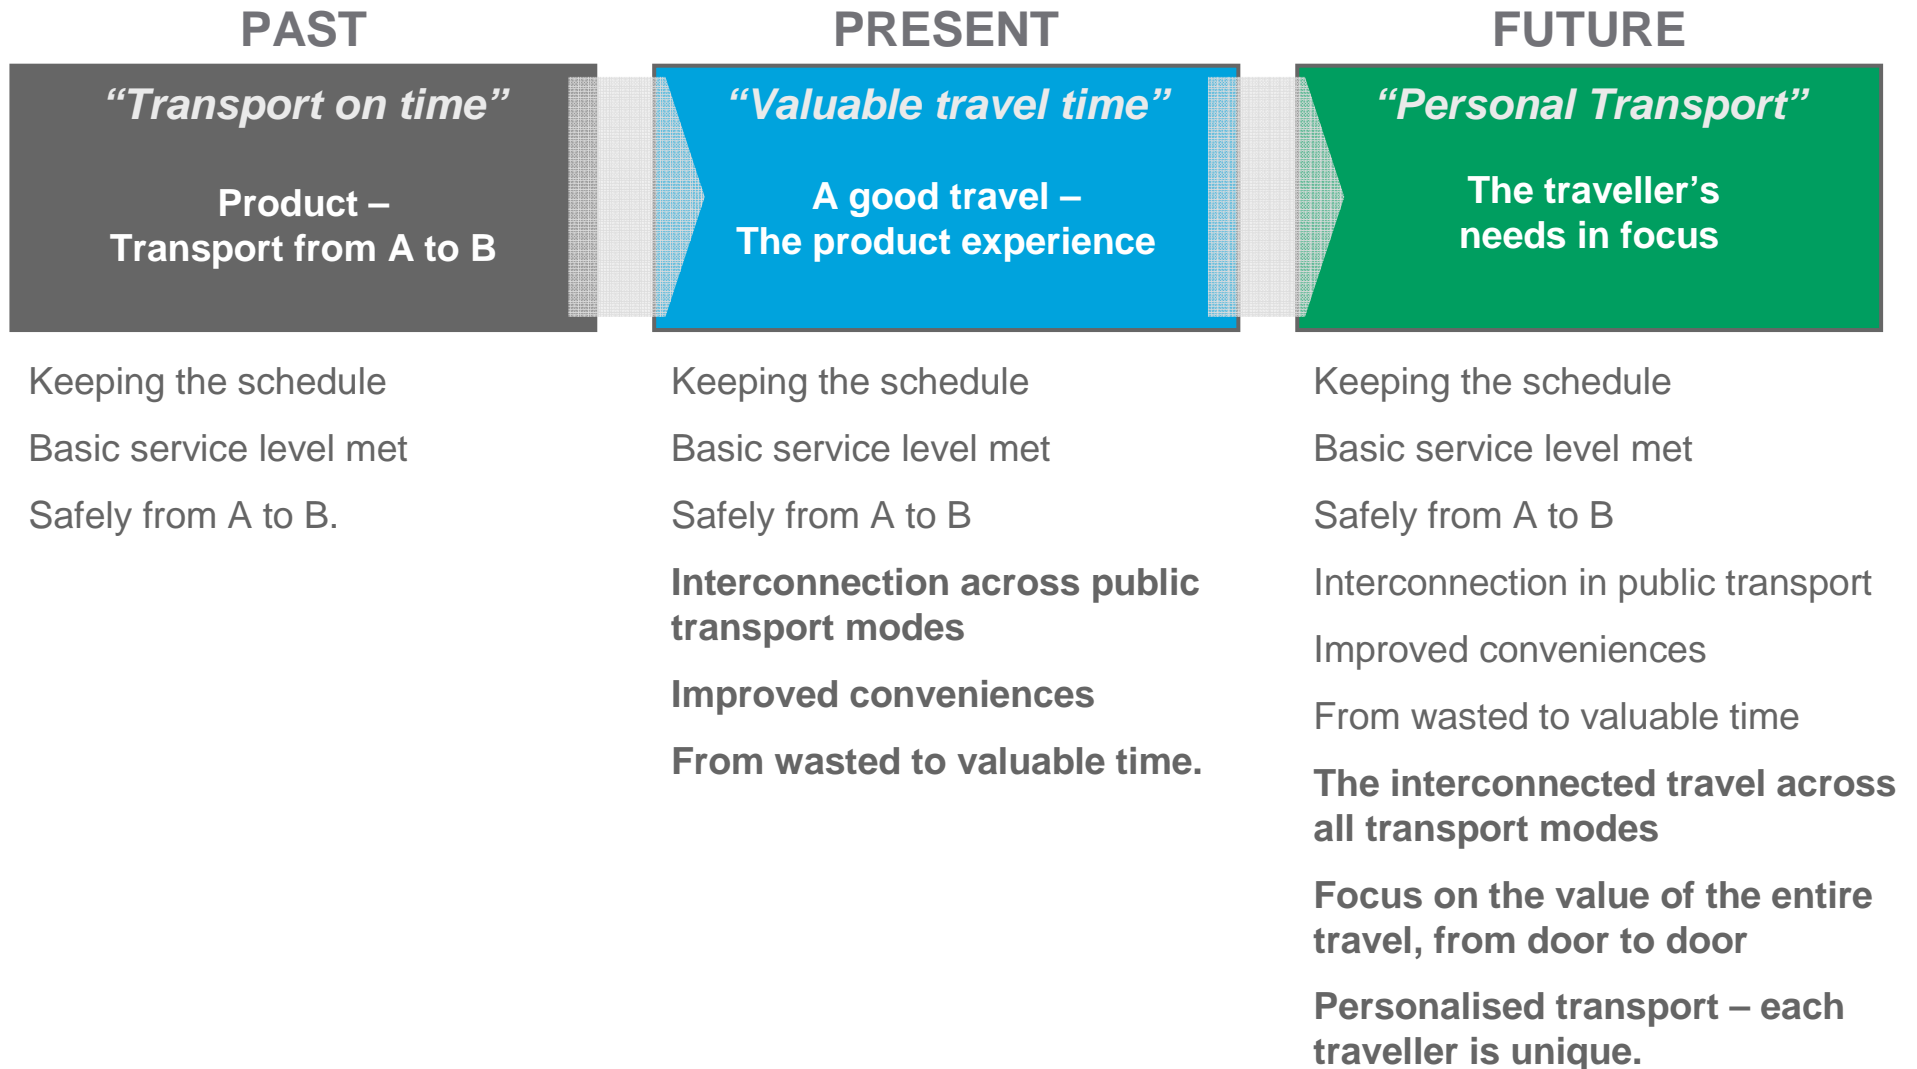 PAST
“Transport on time”
Product –
Transport from A to B
Keeping the schedule
Basic service level met
Safely from A to B.
PRESENT
“Valuable travel time”
A good travel –
The product experience
Keeping the schedule
Basic service level met
Safely from A to B
Interconnection across public
transport modes
Improved conveniences
From wasted to valuable time.
FUTURE
“Personal Transport”
The traveller’s
needs in focus
Keeping the schedule
Basic service level met
Safely from A to B
Interconnection in public transport
Improved conveniences
From wasted to valuable time
The interconnected travel across
all transport modes
Focus on the value of the entire
travel, from door to door
Personalised transport – each
traveller is unique.